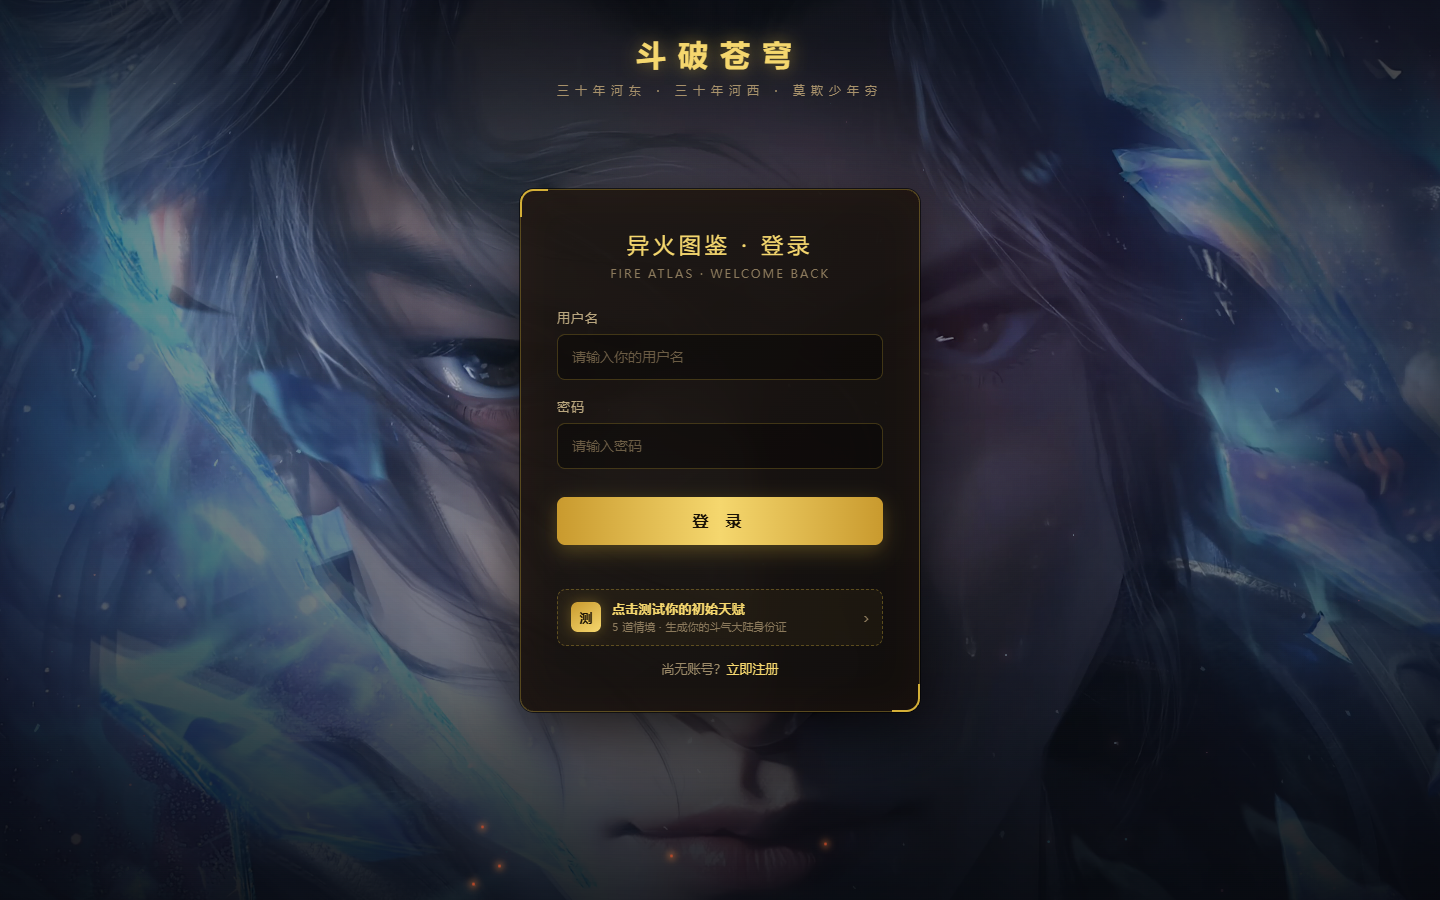 斗破苍穹
三十年河东 · 三十年河西 · 莫欺少年穷
异火图鉴 · 登录
FIRE ATLAS · WELCOME BACK
用户名
请输入你的用户名
密码
请输入密码
登 录
测
点击测试你的初始天赋
5 道情境 · 生成你的斗气大陆身份证
›
尚无账号？立即注册